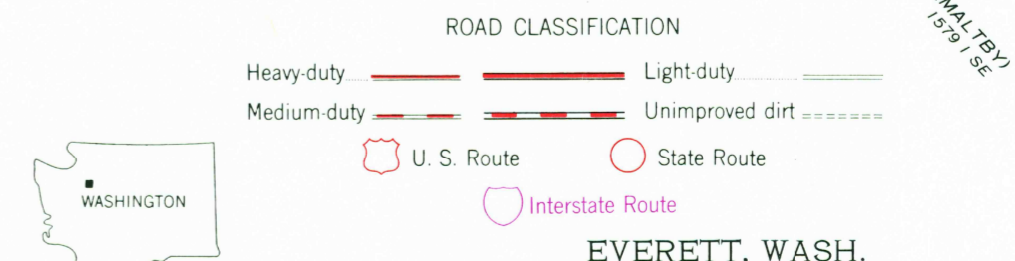 ROAD CLASSIFICATION
Heavy-duty Light-duty
Medium-duty Unimproved dirt
U. S. Route State Route
Interstate Route
WASHINGTON
EVERETT, WASH.
MALTBY)
1579 I SE